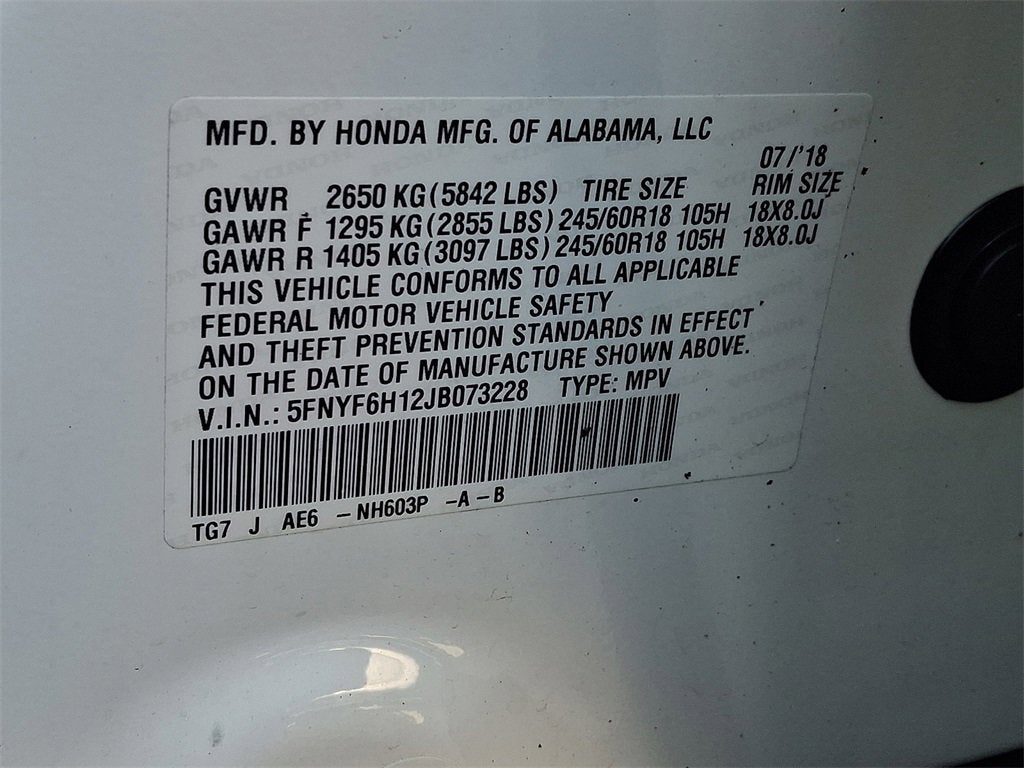 MFD. BY HONDA MFG. OF ALABAMA, LLC
07/'18
GVWR 2650 KG (5842 LBS) TIRE SIZE RIM SIZE
GAWR F 1295 KG (2855 LBS) 245/60R18 105H 18X8.0J
GAWR R 1405 KG (3097 LBS) 245/60R18 105H 18X8.0J
THIS VEHICLE CONFORMS TO ALL APPLICABLE
FEDERAL MOTOR VEHICLE SAFETY
AND THEFT PREVENTION STANDARDS IN EFFECT
ON THE DATE OF MANUFACTURE SHOWN ABOVE.
V.I.N.: 5FNYF6H12JB073228 TYPE: MPV
TG7 J AE6 -NH603P -A-B